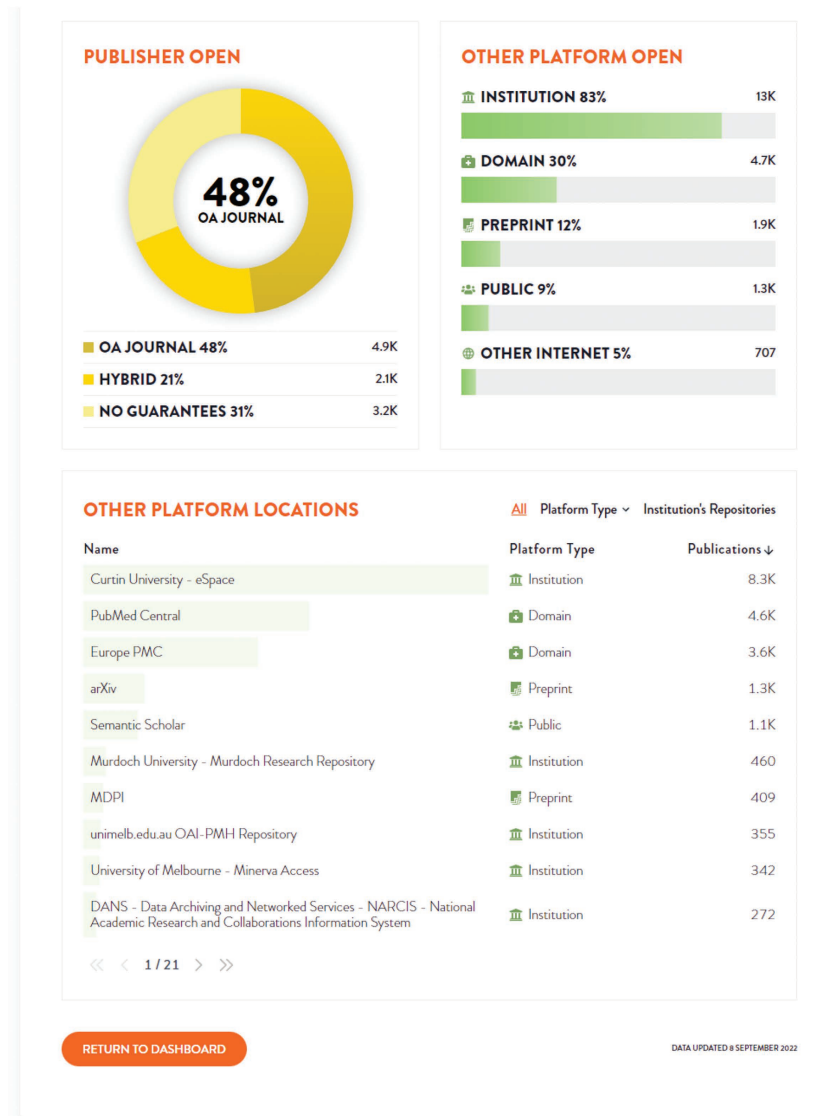 PUBLISHER OPEN
48%
OA JOURNAL
OA JOURNAL 48% 4.9K
HYBRID 21% 2.1K
NO GUARANTEES 31% 3.2K
OTHER PLATFORM OPEN
INSTITUTION 83% 13K
DOMAIN 30% 4.7K
PREPRINT 12% 1.9K
PUBLIC 9% 1.3K
OTHER INTERNET 5% 707
OTHER PLATFORM LOCATIONS All Platform Type Institution's Repositories
Name Platform Type Publications ↓
Curtin University - eSpace Institution 8.3K
PubMed Central Domain 4.6K
Europe PMC Domain 3.6K
arXiv Preprint 1.3K
Semantic Scholar Public 1.1K
Murdoch University - Murdoch Research Repository Institution 460
MDPI Preprint 409
unimelb.edu.au OAI-PMH Repository Institution 355
University of Melbourne - Minerva Access Institution 342
DANS - Data Archiving and Networked Services - NARCIS - National
Academic Research and Collaborations Information System Institution 272
1 / 21
RETURN TO DASHBOARD
DATA UPDATED 8 SEPTEMBER 2022